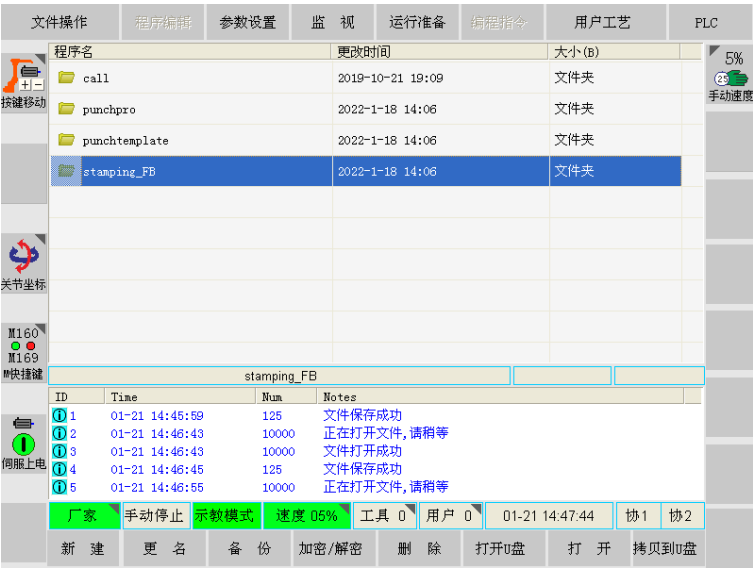 文件操作 程序编辑 参数设置 监 视 运行准备 编程指令 用户工艺 PLC
程序名 更改时间 大小(B)
call 2019-10-21 19:09 文件夹
punchpro 2022-1-18 14:06 文件夹
punchtemplate 2022-1-18 14:06 文件夹
stamping_FB 2022-1-18 14:06 文件夹
按键移动
关节坐标
M160
M169
M快捷键
伺服上电
5%
25
手动速度
stamping_FB
ID Time Num Notes
1 01-21 14:45:59 125 文件保存成功
2 01-21 14:46:43 10000 正在打开文件,请稍等
3 01-21 14:46:43 10000 文件打开成功
4 01-21 14:46:45 125 文件保存成功
5 01-21 14:46:55 10000 正在打开文件,请稍等
厂家 手动停止 示教模式 速度 05% 工具 0 用户 0 01-21 14:47:44 协1 协2
新 建 更 名 备 份 加密/解密 删 除 打开U盘 打 开 拷贝到U盘